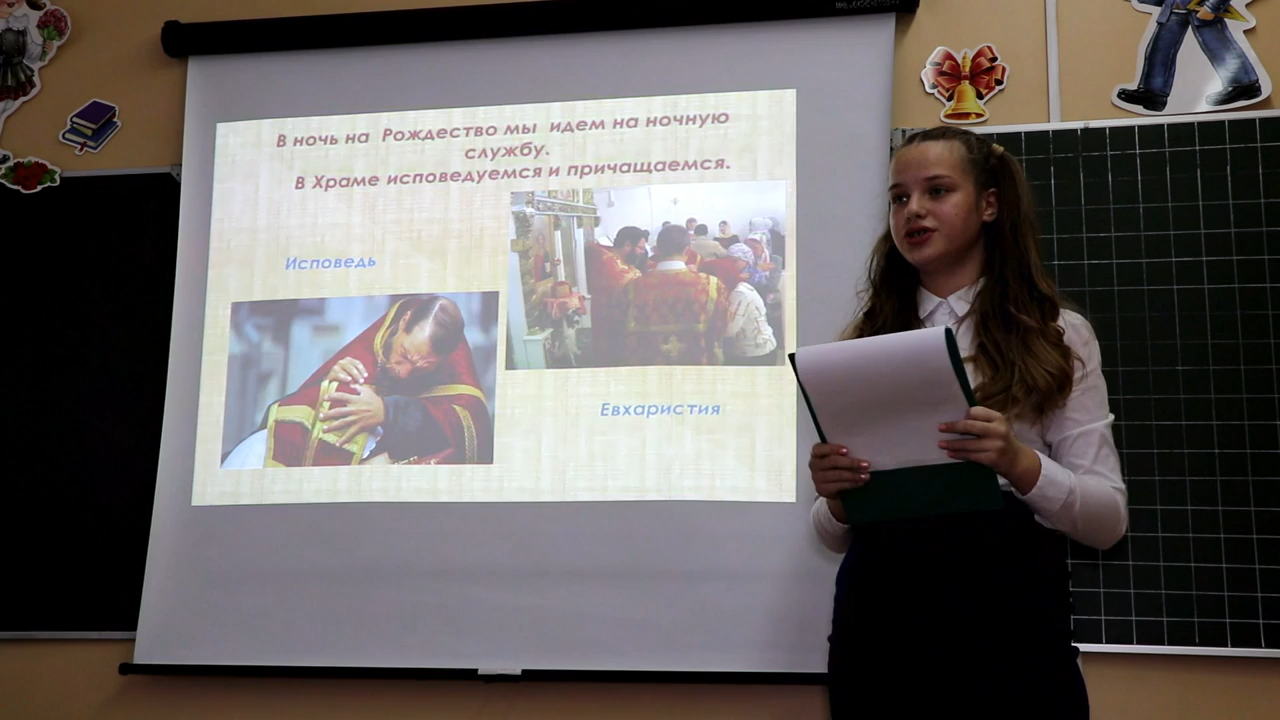 В ночь на Рождество мы идем на ночную
службу.
В Храме исповедуемся и причащаемся.
Исповедь
Евхаристия